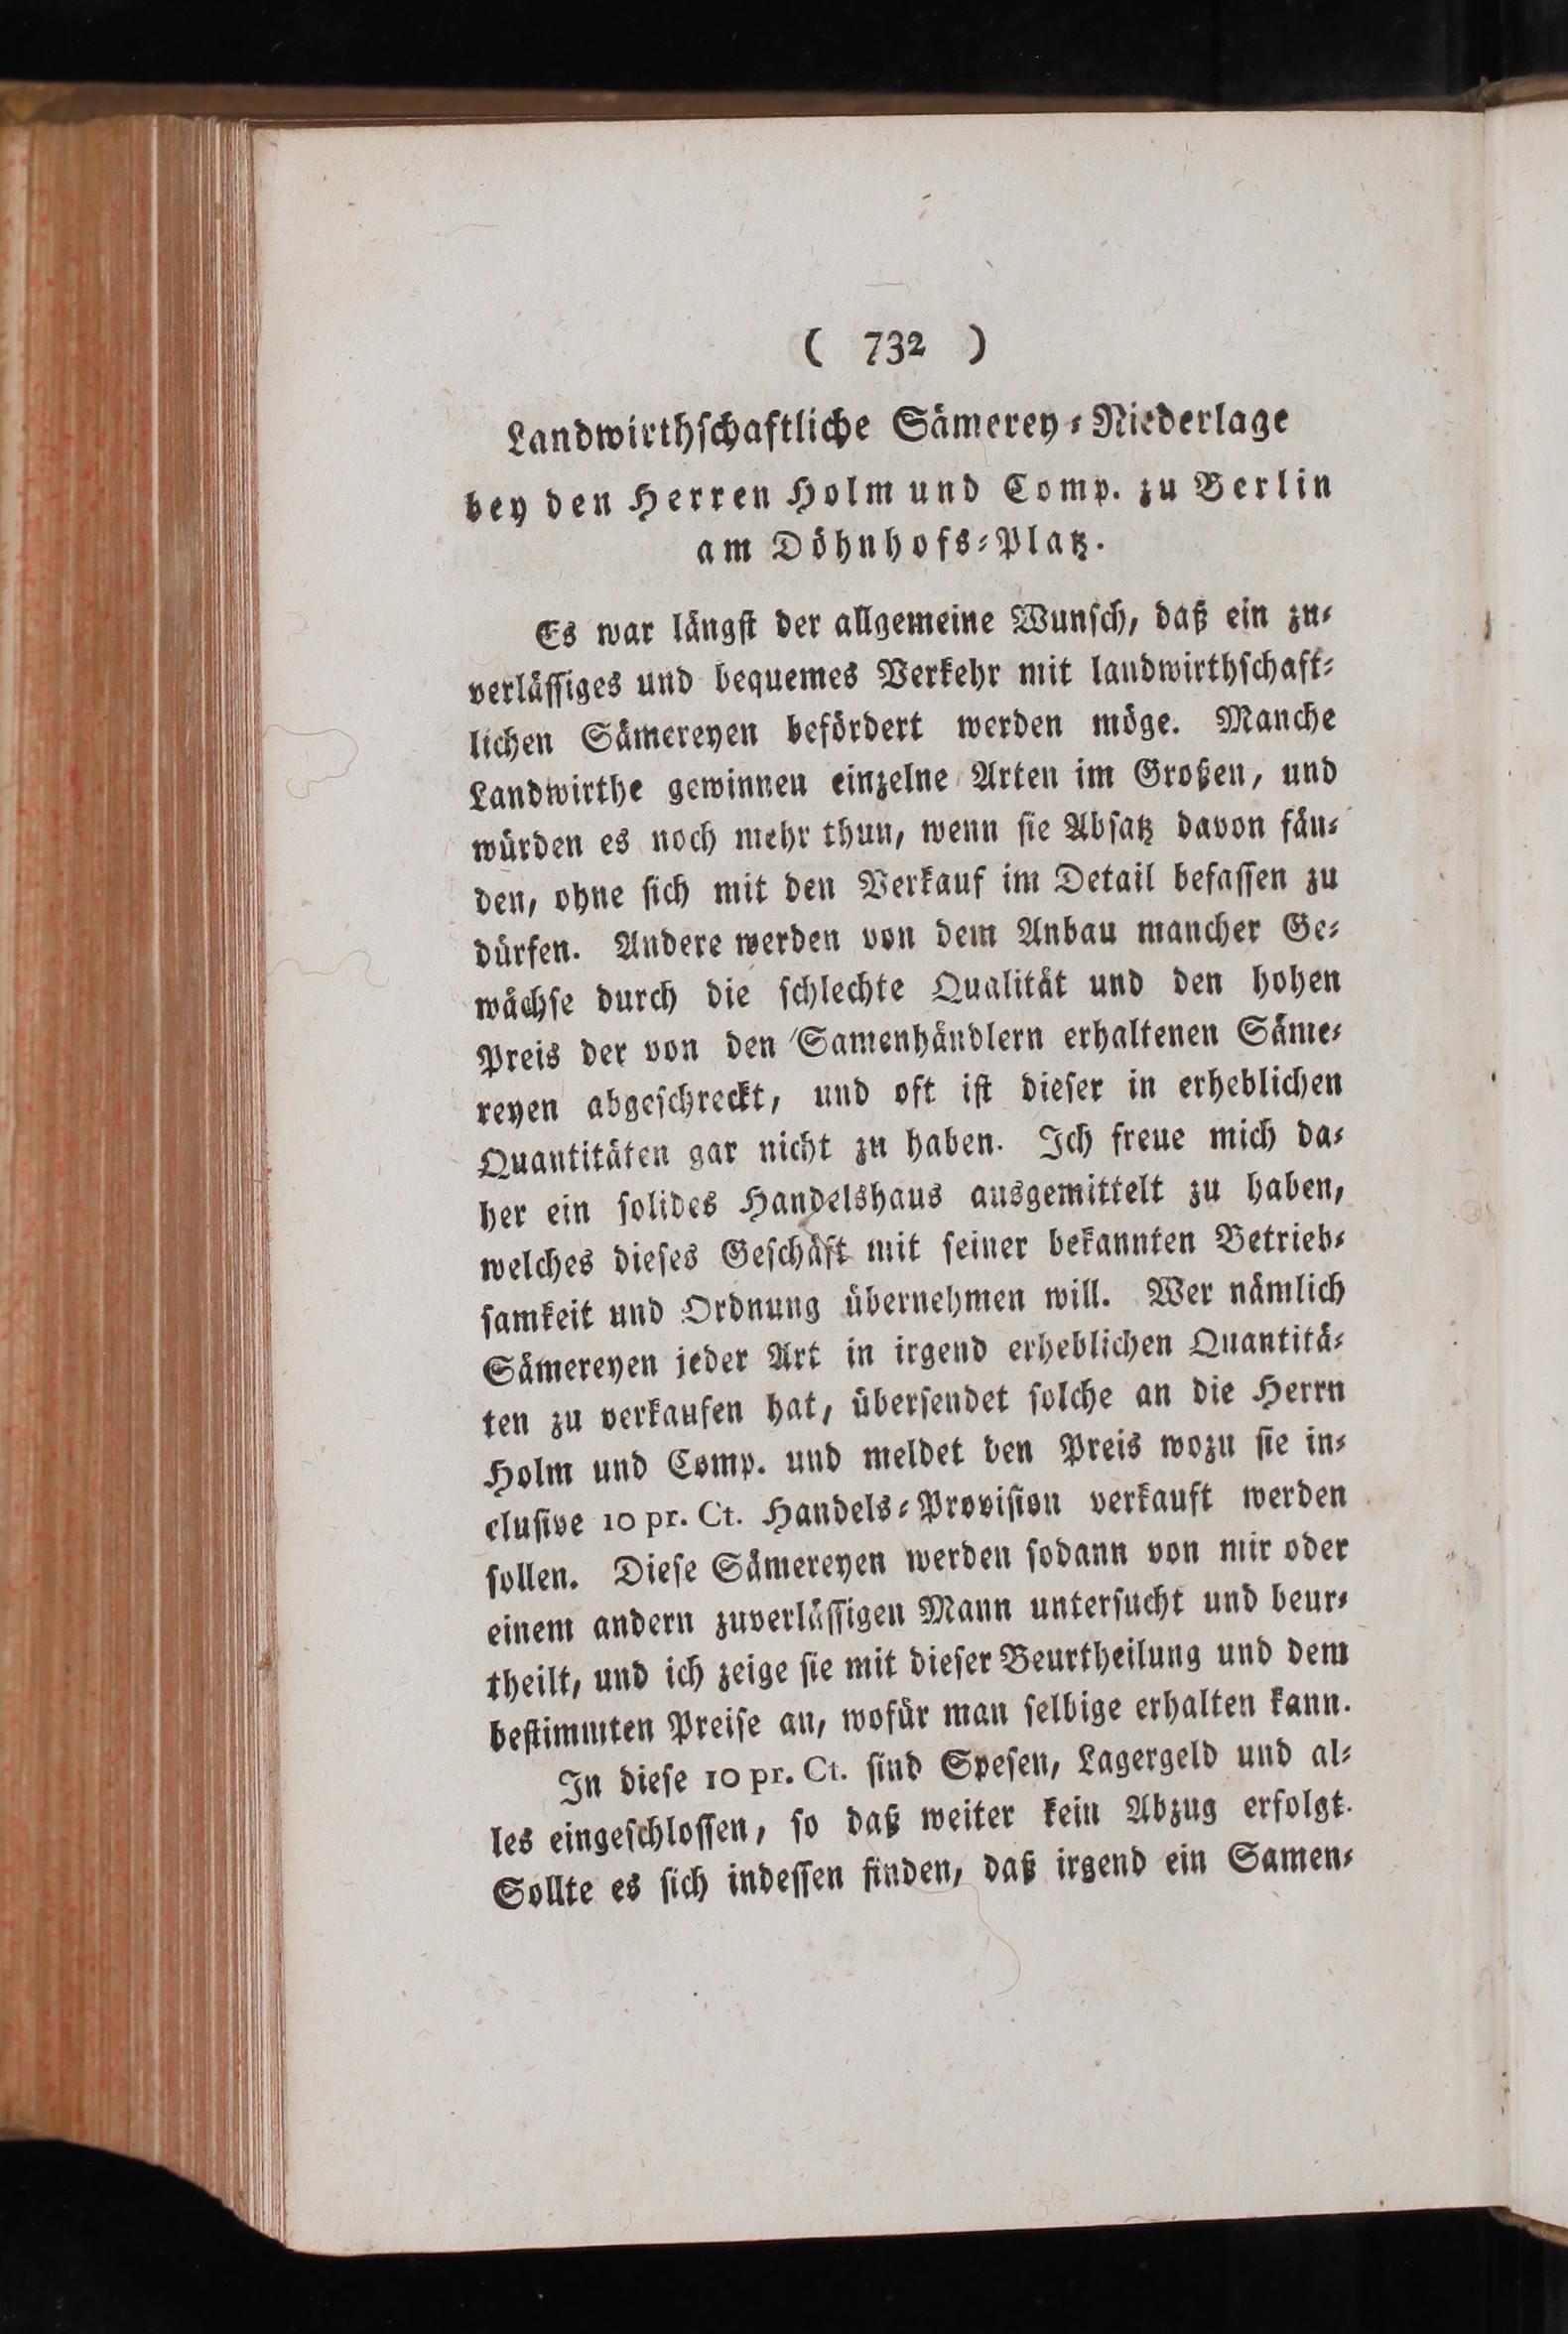 ( 732 )
Landwirthſchaftliche Sämerey-Niederlage
bey den Herren Holm und Comp. zu Berlin
am Döhnhofs-Platz.
Es war längſt der allgemeine Wunſch, daß ein zu-
verläſſiges und bequemes Verkehr mit landwirthſchaft-
lichen Sämereyen befördert werden möge. Manche
Landwirthe gewinnen einzelne Arten im Großen, und
würden es noch mehr thun, wenn ſie Abſatz davon fän-
den, ohne ſich mit den Verkauf im Detail befaſſen zu
dürfen. Andere werden von dem Anbau mancher Ge-
wächſe durch die ſchlechte Qualität und den hohen
Preis der von den Samenhändlern erhaltenen Säme-
reyen abgeſchreckt, und oft iſt dieſer in erheblichen
Quantitäten gar nicht zu haben. Ich freue mich da-
her ein ſolides Handelshaus ausgemittelt zu haben,
welches dieſes Geſchäft mit ſeiner bekannten Betrieb-
ſamkeit und Ordnung übernehmen will. Wer nämlich
Sämereyen jeder Art in irgend erheblichen Quantitä-
ten zu verkaufen hat, überſendet ſolche an die Herrn
Holm und Comp. und meldet den Preis wozu ſie in-
cluſive 10 pr. Ct. Handels-Proviſion verkauft werden
ſollen. Dieſe Sämereyen werden ſodann von mir oder
einem andern zuverläſſigen Mann unterſucht und beur-
theilt, und ich zeige ſie mit dieſer Beurtheilung und dem
beſtimmten Preiſe an, wofür man ſelbige erhalten kann.
In dieſe 10 pr. Ct. ſind Speſen, Lagergeld und al-
les eingeſchloſſen, ſo daß weiter kein Abzug erfolgt.
Sollte es ſich indeſſen finden, daß irgend ein Samen-